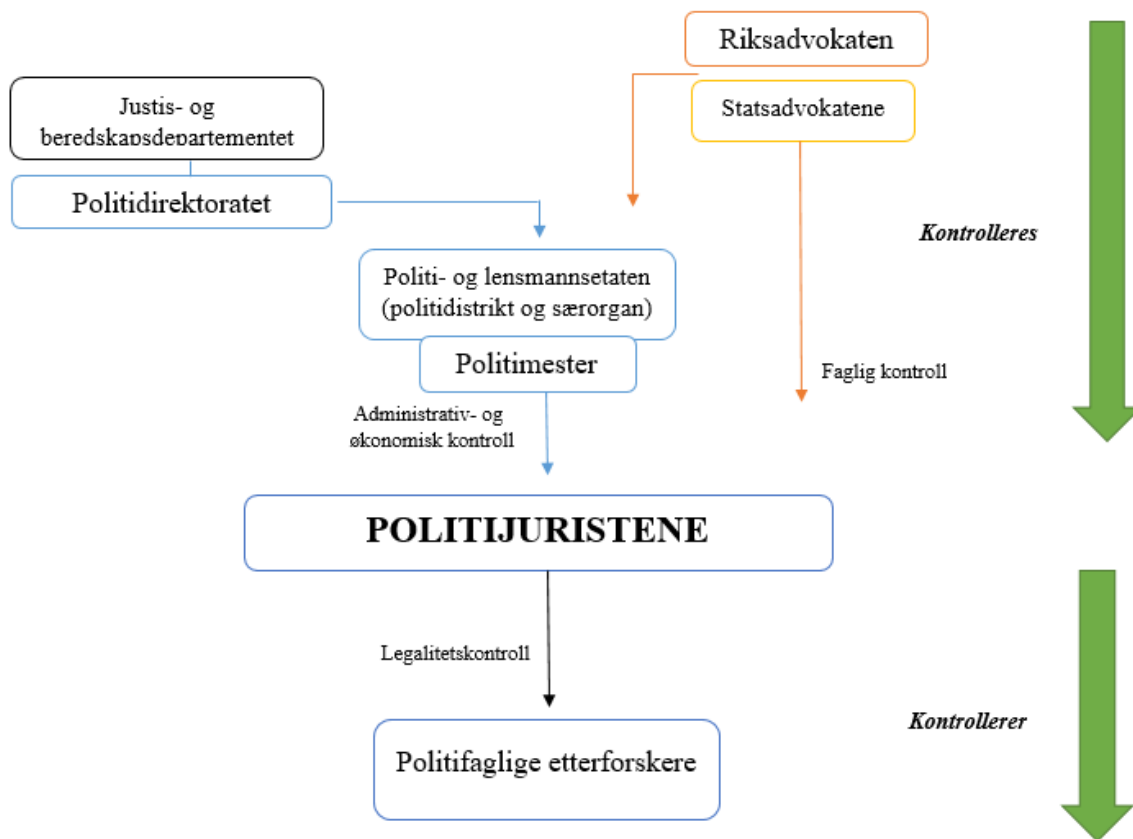 Riksadvokaten
Justis- og
beredskapsdepartementet
Statsadvokatene
Politidirektoratet
Kontrolleres
Politi- og lensmannsetaten
(politidistrikt og særorgan)
Politimester
Faglig kontroll
Administrativ- og
økonomisk kontroll
POLITIJURISTENE
Legalitetskontroll
Kontrollerer
Politifaglige etterforskere